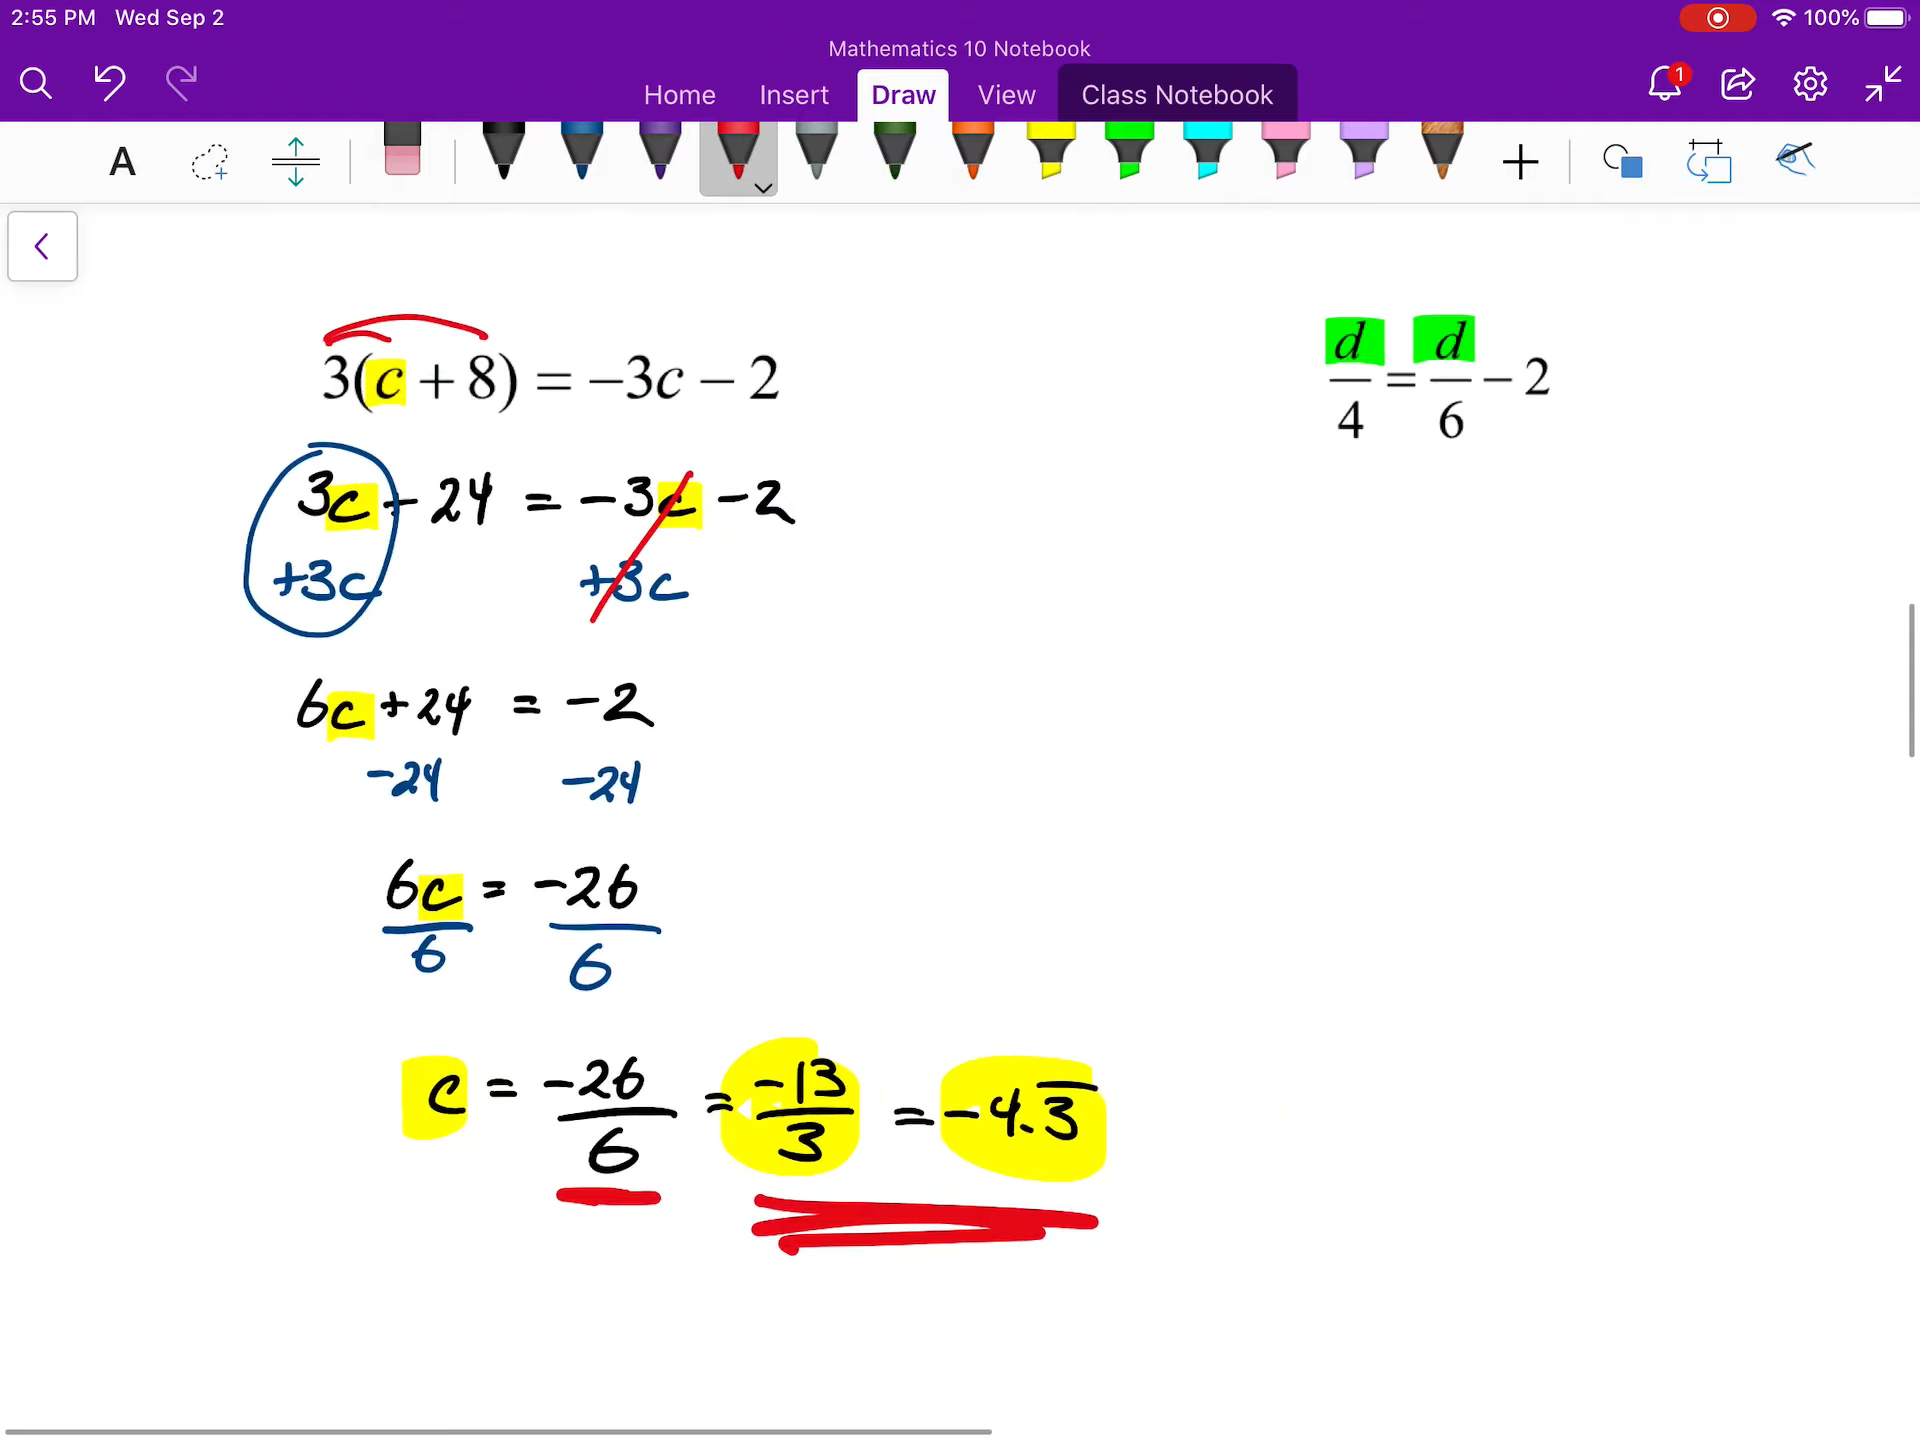 2:55 PM Wed Sep 2
100%
Mathematics 10 Notebook
1
Home Insert Draw View Class Notebook
A
3(c + 8) = −3c − 2
3c + 24 = −3c − 2
+3c +3c
6c + 24 = −2
−24 −24
6c = −26
6 6
c = −26/6 = −13/3 = −4.3̅
d/4 = d/6 − 2